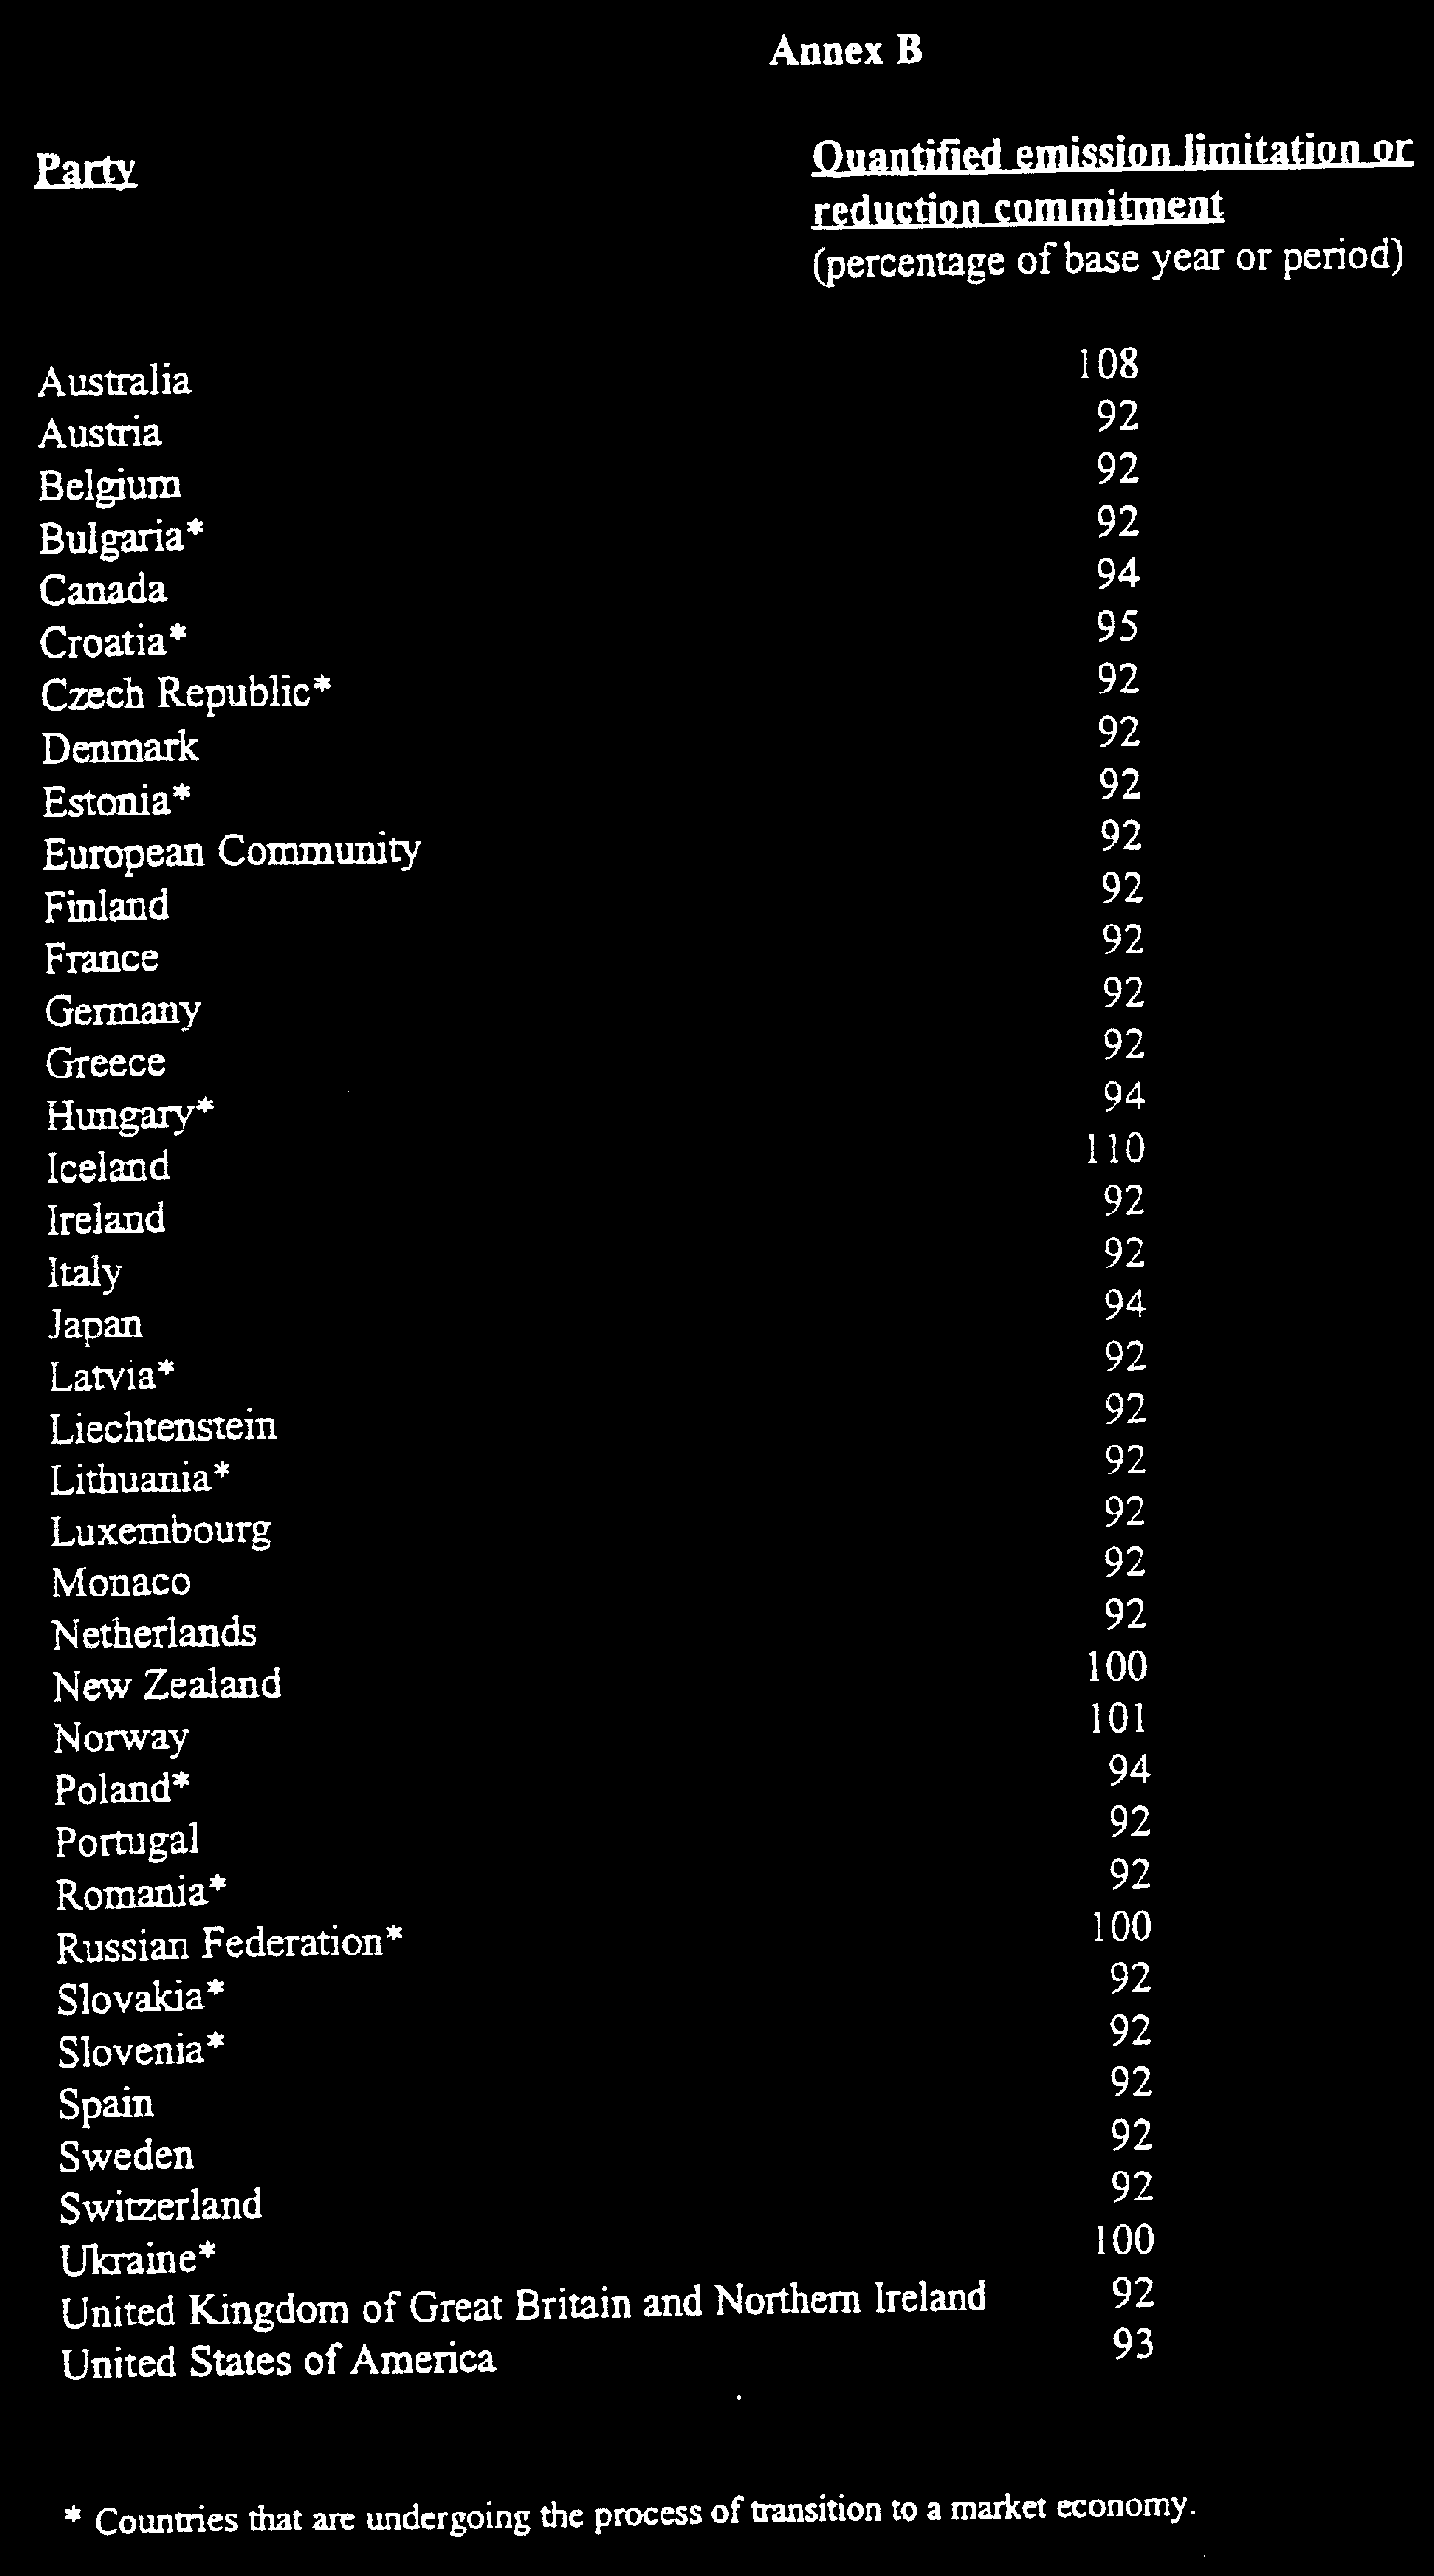 Annex B
Party
Quantified emission limitation or
reduction commitment
(percentage of base year or period)
Australia 108
Austria 92
Belgium 92
Bulgaria* 92
Canada 94
Croatia* 95
Czech Republic* 92
Denmark 92
Estonia* 92
European Community 92
Finland 92
France 92
Germany 92
Greece 92
Hungary* 94
Iceland 110
Ireland 92
Italy 92
Japan 94
Latvia* 92
Liechtenstein 92
Lithuania* 92
Luxembourg 92
Monaco 92
Netherlands 92
New Zealand 100
Norway 101
Poland* 94
Portugal 92
Romania* 92
Russian Federation* 100
Slovakia* 92
Slovenia* 92
Spain 92
Sweden 92
Switzerland 92
Ukraine* 100
United Kingdom of Great Britain and Northern Ireland 92
United States of America 93
* Countries that are undergoing the process of transition to a market economy.